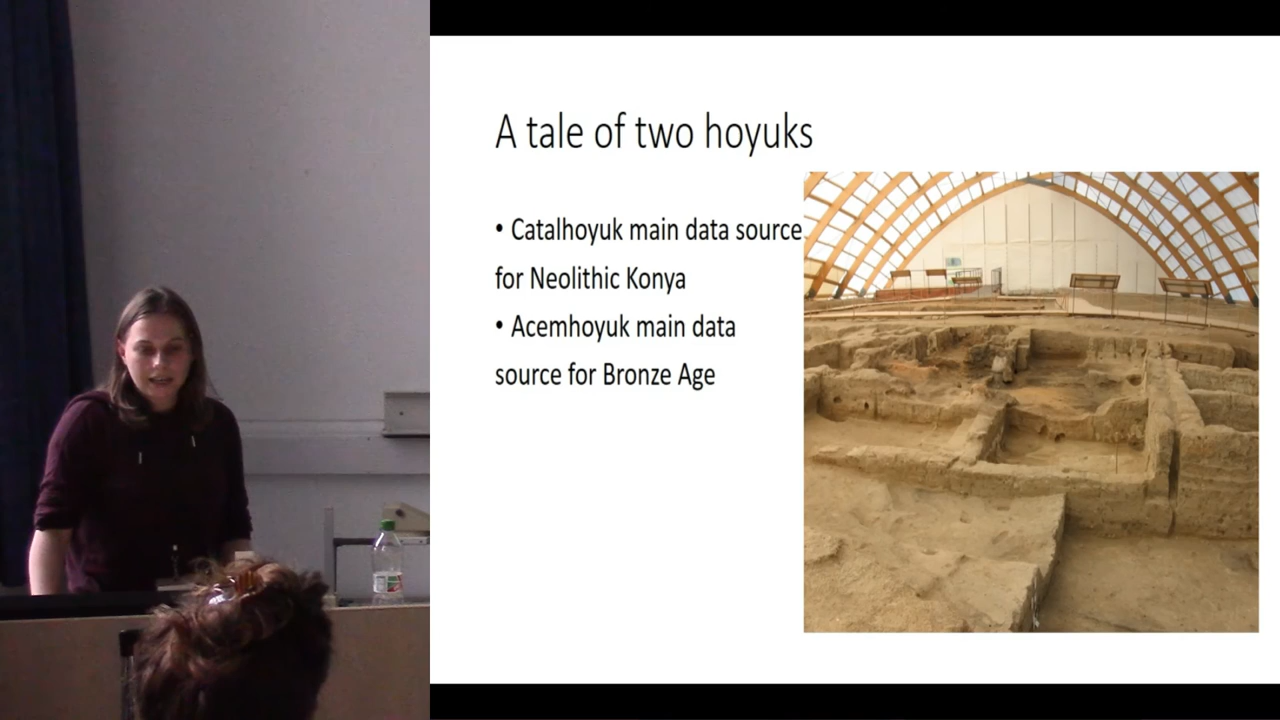 A tale of two hoyuks
• Catalhoyuk main data source
for Neolithic Konya
• Acemhoyuk main data
source for Bronze Age